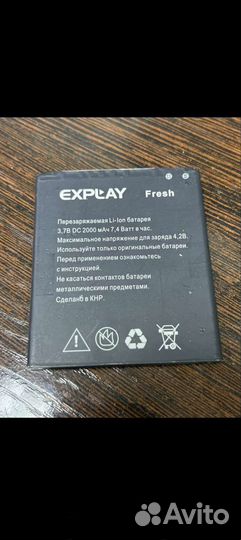 EXPLAY Fresh
Перезаряжаемая Li-Ion батарея
3,7В DC 2000 мАч 7,4 Ватт в час.
Максимальное напряжение для заряда 4,2В.
Используйте только оригинальные батареи.
Перед применением ознакомьтесь
с инструкцией.
Не касаться контактов батареи
металлическими предметами.
Сделанб в КНР.
Avito